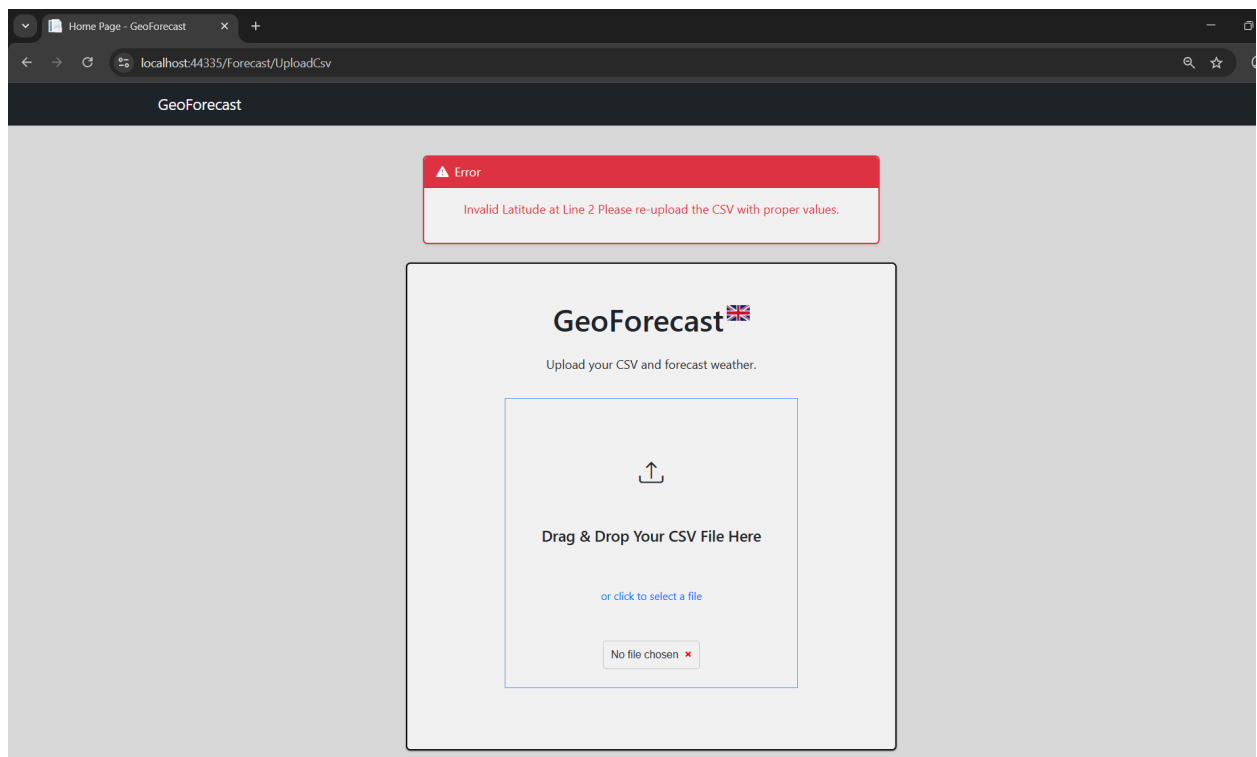 Home Page - GeoForecast
localhost:44335/Forecast/UploadCsv
GeoForecast
Error
Invalid Latitude at Line 2 Please re-upload the CSV with proper values.
GeoForecast
Upload your CSV and forecast weather.
Drag & Drop Your CSV File Here
or click to select a file
No file chosen